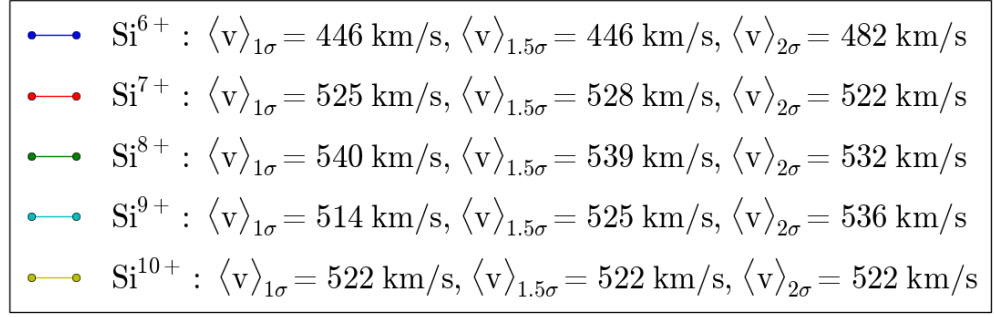 Si⁶⁺ : ⟨v⟩₁σ = 446 km/s, ⟨v⟩₁.₅σ = 446 km/s, ⟨v⟩₂σ = 482 km/s
Si⁷⁺ : ⟨v⟩₁σ = 525 km/s, ⟨v⟩₁.₅σ = 528 km/s, ⟨v⟩₂σ = 522 km/s
Si⁸⁺ : ⟨v⟩₁σ = 540 km/s, ⟨v⟩₁.₅σ = 539 km/s, ⟨v⟩₂σ = 532 km/s
Si⁹⁺ : ⟨v⟩₁σ = 514 km/s, ⟨v⟩₁.₅σ = 525 km/s, ⟨v⟩₂σ = 536 km/s
Si¹⁰⁺ : ⟨v⟩₁σ = 522 km/s, ⟨v⟩₁.₅σ = 522 km/s, ⟨v⟩₂σ = 522 km/s